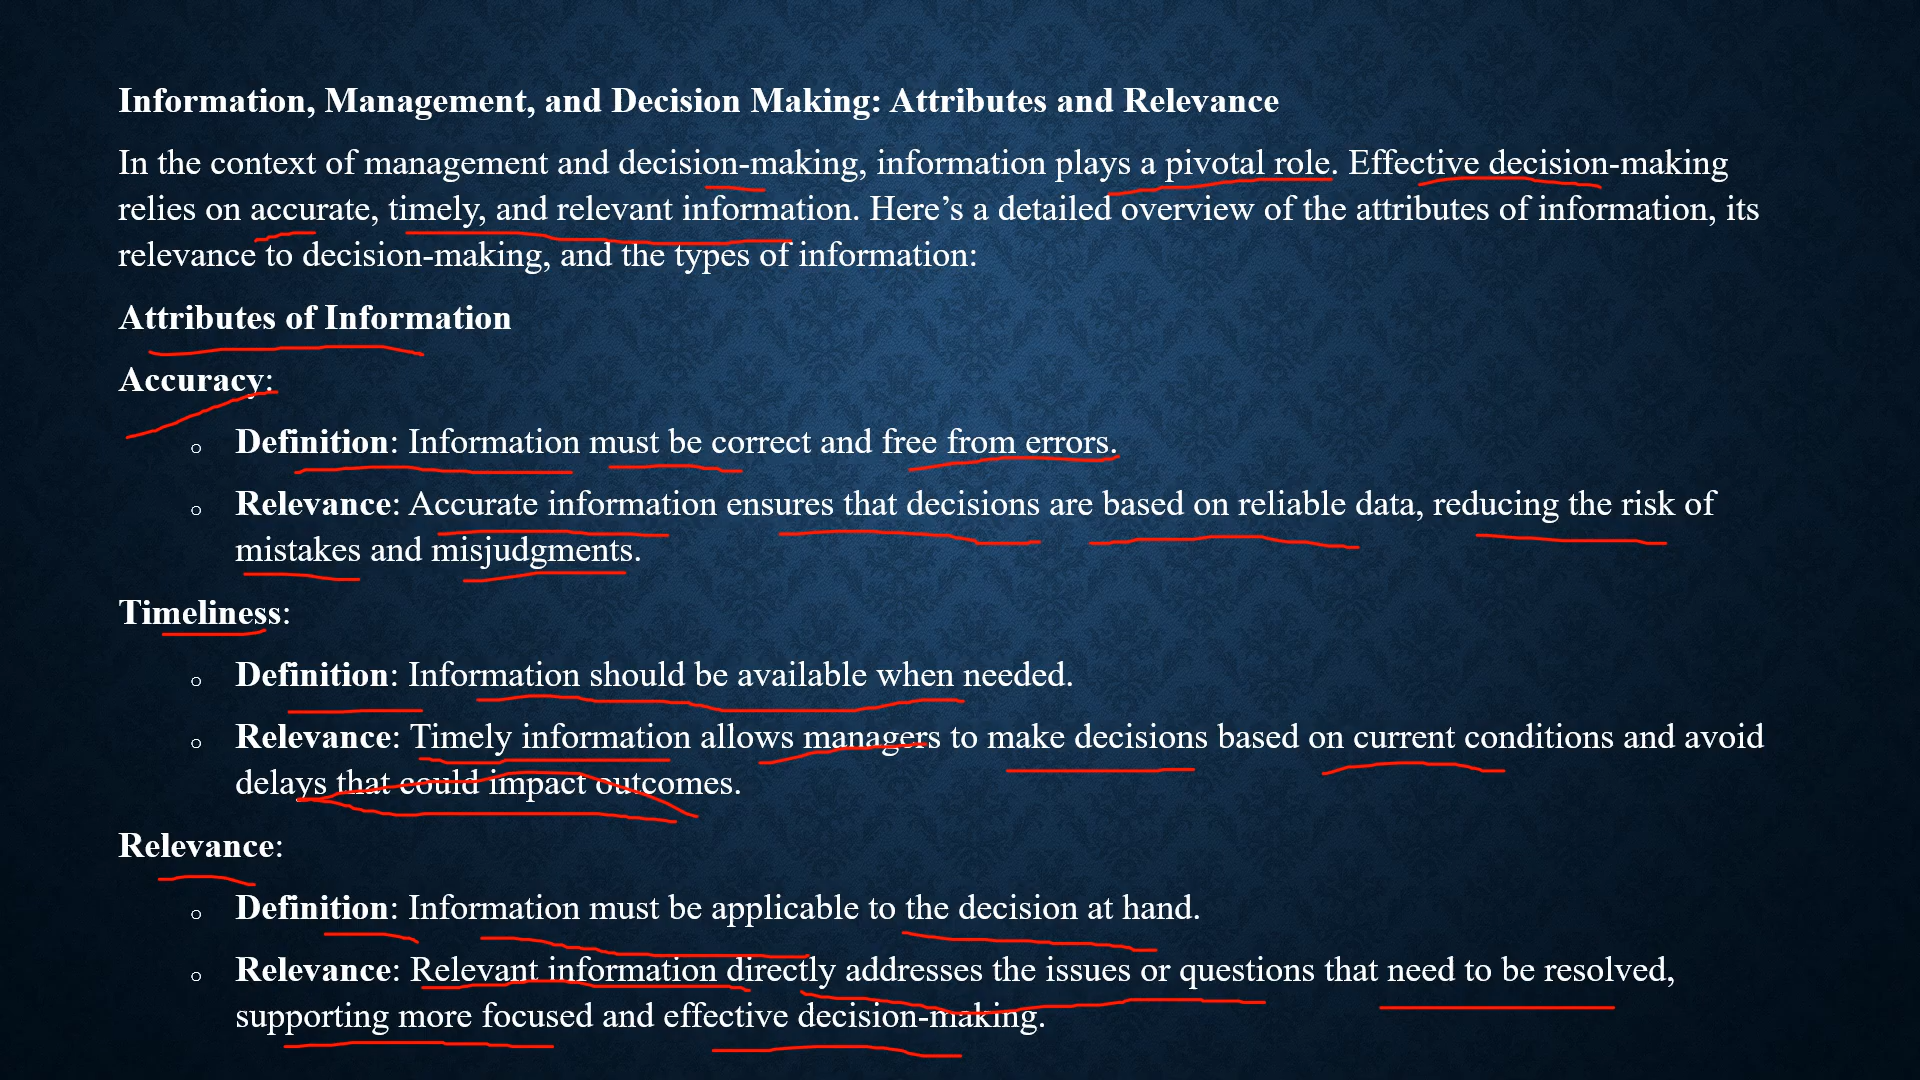 Information, Management, and Decision Making: Attributes and Relevance
In the context of management and decision-making, information plays a pivotal role. Effective decision-making
relies on accurate, timely, and relevant information. Here’s a detailed overview of the attributes of information, its
relevance to decision-making, and the types of information:
Attributes of Information
Accuracy:
o Definition: Information must be correct and free from errors.
o Relevance: Accurate information ensures that decisions are based on reliable data, reducing the risk of
mistakes and misjudgments.
Timeliness:
o Definition: Information should be available when needed.
o Relevance: Timely information allows managers to make decisions based on current conditions and avoid
delays that could impact outcomes.
Relevance:
o Definition: Information must be applicable to the decision at hand.
o Relevance: Relevant information directly addresses the issues or questions that need to be resolved,
supporting more focused and effective decision-making.